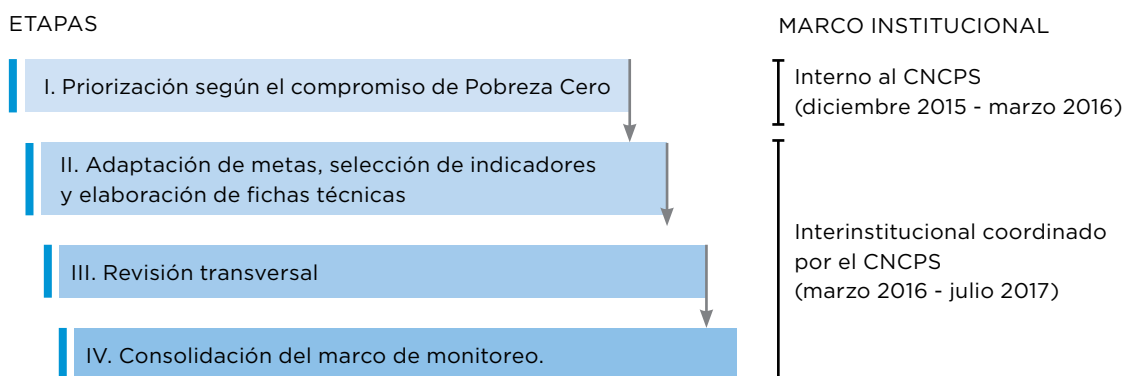 ETAPAS
MARCO INSTITUCIONAL
I. Priorización según el compromiso de Pobreza Cero
Interno al CNCPS
(diciembre 2015 - marzo 2016)
II. Adaptación de metas, selección de indicadores
y elaboración de fichas técnicas
III. Revisión transversal
IV. Consolidación del marco de monitoreo.
Interinstitucional coordinado
por el CNCPS
(marzo 2016 - julio 2017)